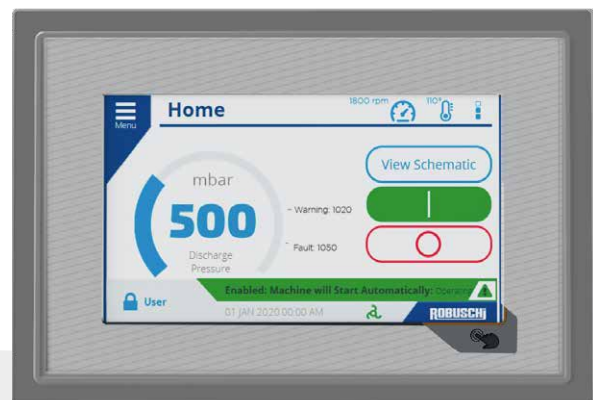 Home
1800 rpm
110°
Menu
View Schematic
mbar
500
Discharge
Pressure
- Warning: 1020
- Fault: 1050
Enabled: Machine will Start Automatically:
User
01 JAN 2020 00:00 AM
ROBUSCHi